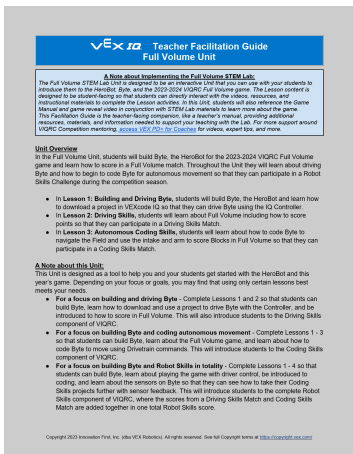 VEX IQ Teacher Facilitation Guide
Full Volume Unit
A Note about Implementing the Full Volume STEM Lab:
The Full Volume STEM Lab Unit is designed to be an interactive Unit that you can use with your students to
introduce them to the HeroBot, Byte, and the 2023-2024 VIQRC Full Volume game. The Lesson content is
designed to be student-facing so that students can directly interact with the videos, resources, and
instructional materials to complete the Lesson activities. In this Unit, students will also reference the Game
Manual and game reveal video in conjunction with STEM Lab materials to learn more about the game.
This Facilitation Guide is the teacher-facing companion, like a teacher's manual, providing additional
resources, materials, and information needed to support your teaching with the Lab. For more support around
VIQRC Competition mentoring, access VEX PD+ for Coaches for videos, expert tips, and more.
Unit Overview
In the Full Volume Unit, students will build Byte, the HeroBot for the 2023-2024 VIQRC Full Volume
game and learn how to score in a Full Volume match. Throughout the Unit they will learn about driving
Byte and how to begin to code Byte for autonomous movement so that they can participate in a Robot
Skills Challenge during the competition season.
● In Lesson 1: Building and Driving Byte, students will build Byte, the HeroBot and learn how
to download a project in VEXcode IQ so that they can drive Byte using the IQ Controller.
● In Lesson 2: Driving Skills, students will learn about Full Volume including how to score
points so that they can participate in a Driving Skills Match.
● In Lesson 3: Autonomous Coding Skills, students will learn about how to code Byte to
navigate the Field and use the intake and arm to score Blocks in Full Volume so that they can
participate in a Coding Skills Match.
A Note about this Unit:
This Unit is designed as a tool to help you and your students get started with the HeroBot and this
year's game. Depending on your focus or goals, you may find that using only certain lessons best
meets your needs.
● For a focus on building and driving Byte - Complete Lessons 1 and 2 so that students can
build Byte, learn how to download and use a project to drive Byte with the Controller, and be
introduced to how to score in Full Volume. This will also introduce students to the Driving Skills
component of VIQRC.
● For a focus on building Byte and coding autonomous movement - Complete Lessons 1 - 3
so that students can build Byte, learn about the Full Volume game, and learn about how to
code Byte to move using Drivetrain commands. This will introduce students to the Coding Skills
component of VIQRC.
● For a focus on building Byte and Robot Skills in totality - Complete Lessons 1 - 4 so that
students can build Byte, learn about playing the game with driver control, be introduced to
coding, and learn about the sensors on Byte so that they can see how to take their Coding
Skills projects further with sensor feedback. This will introduce students to the complete Robot
Skills component of VIQRC, where the scores from a Driving Skills Match and Coding Skills
Match are added together in one total Robot Skills score.
Copyright 2023 Innovation First, Inc. (dba VEX Robotics). All rights reserved. See full Copyright terms at https://copyright.vex.com/